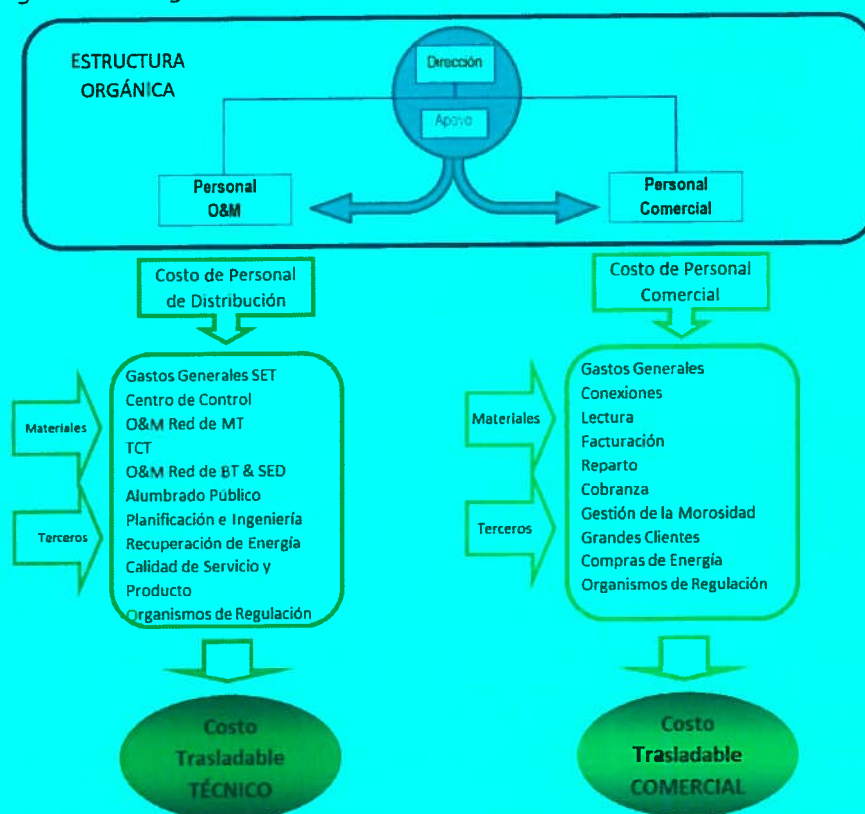 ESTRUCTURA
ORGÁNICA
Dirección
Apoyo
Personal
O&M
Personal
Comercial
Costo de Personal
de Distribución
Costo de Personal
Comercial
Materiales
Terceros
Gastos Generales SET
Centro de Control
O&M Red de MT
TCT
O&M Red de BT & SED
Alumbrado Público
Planificación e Ingeniería
Recuperación de Energía
Calidad de Servicio y
Producto
Organismos de Regulación
Materiales
Terceros
Gastos Generales
Conexiones
Lectura
Facturación
Reparto
Cobranza
Gestión de la Morosidad
Grandes Clientes
Compras de Energía
Organismos de Regulación
Costo
Trasladable
TÉCNICO
Costo
Trasladable
COMERCIAL